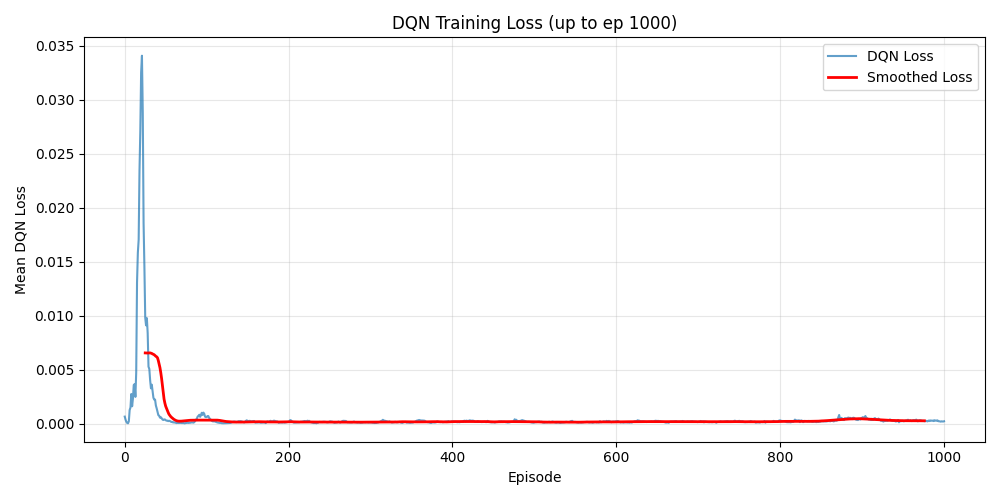 DQN Training Loss (up to ep 1000)
DQN Loss
Smoothed Loss
0.035
0.030
0.025
0.020
0.015
0.010
0.005
0.000
Mean DQN Loss
0 200 400 600 800 1000
Episode